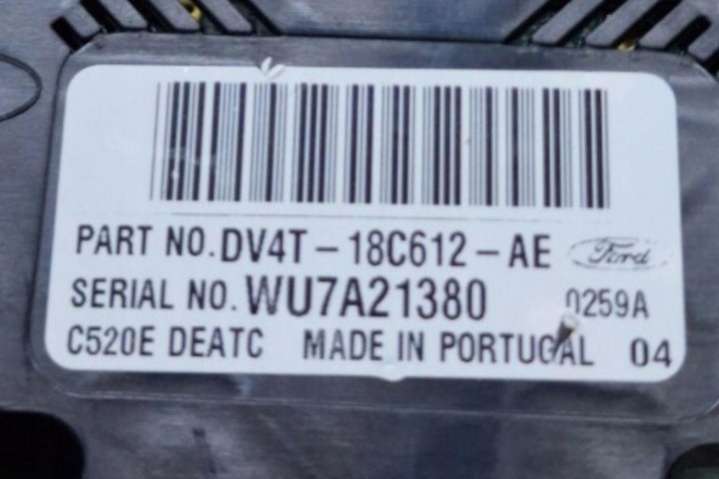 PART NO. DV4T-18C612-AE Ford
SERIAL NO. WU7A21380 0259A
C520E DEATC MADE IN PORTUGAL 04